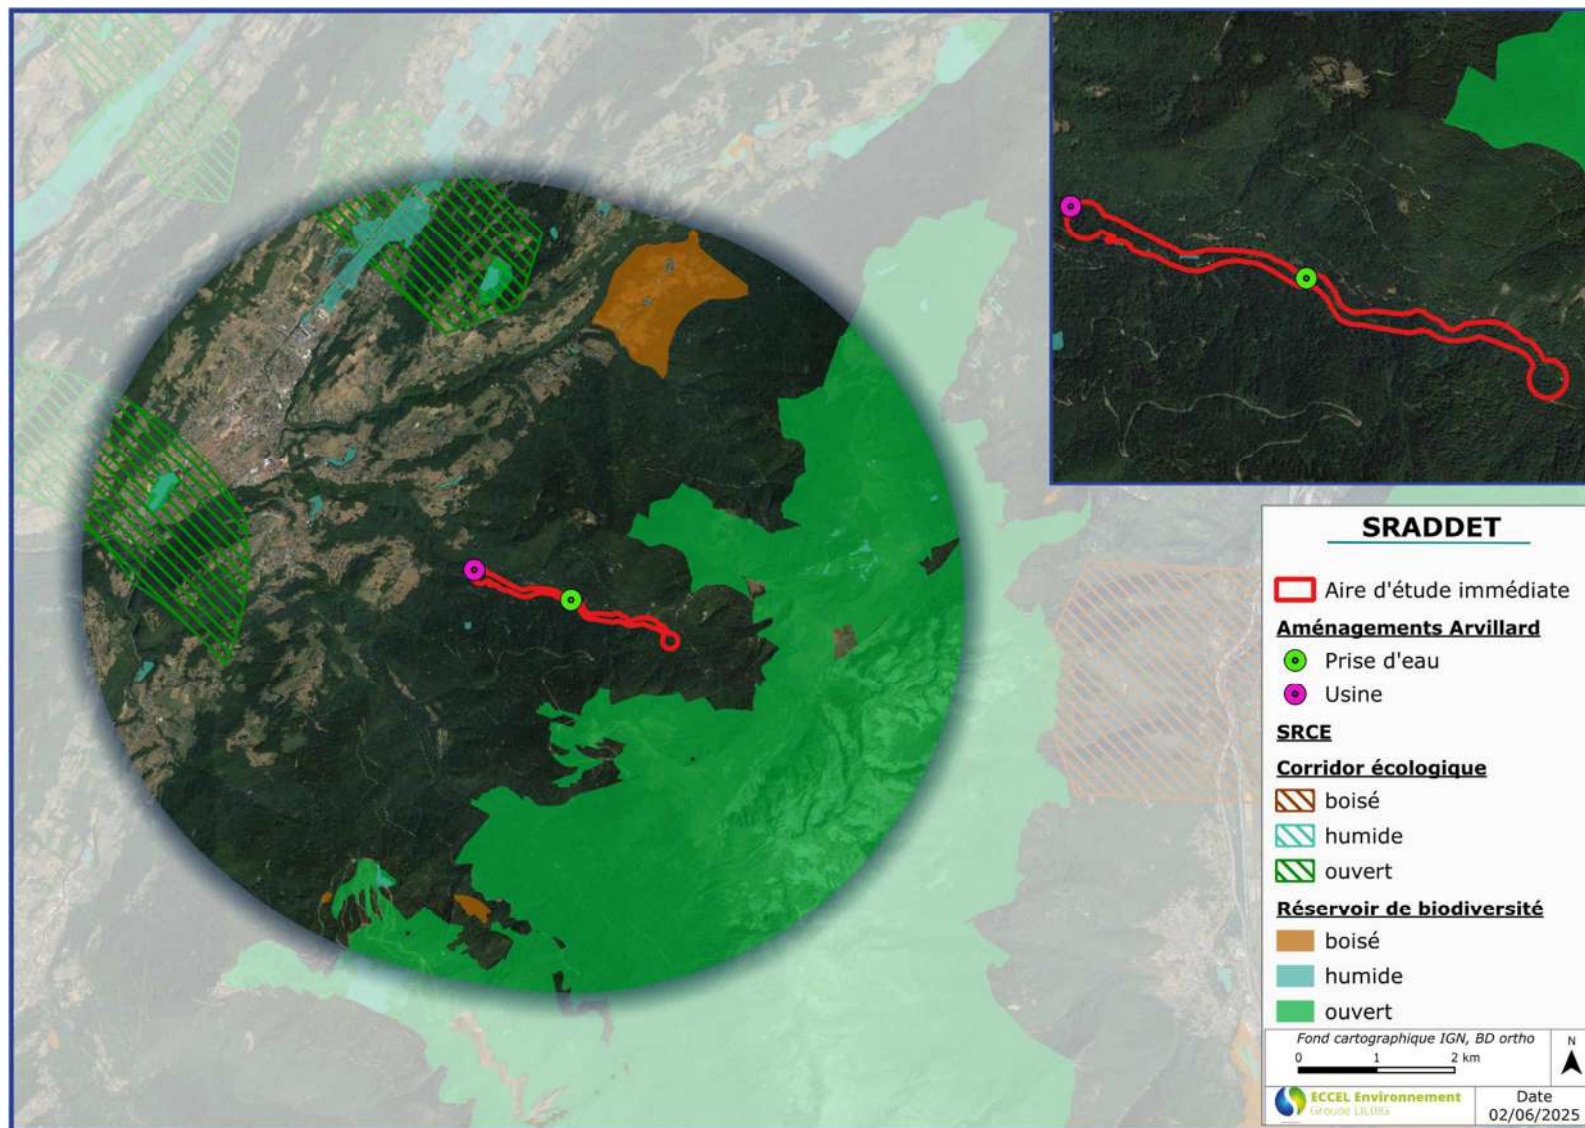 SRADDET
Aire d'étude immédiate
Aménagements Arvillard
Prise d'eau
Usine
SRCE
Corridor écologique
boisé
humide
ouvert
Réservoir de biodiversité
boisé
humide
ouvert
Fond cartographique IGN, BD ortho
0 1 2 km
N
ECCEL Environnement
Date
02/06/2025